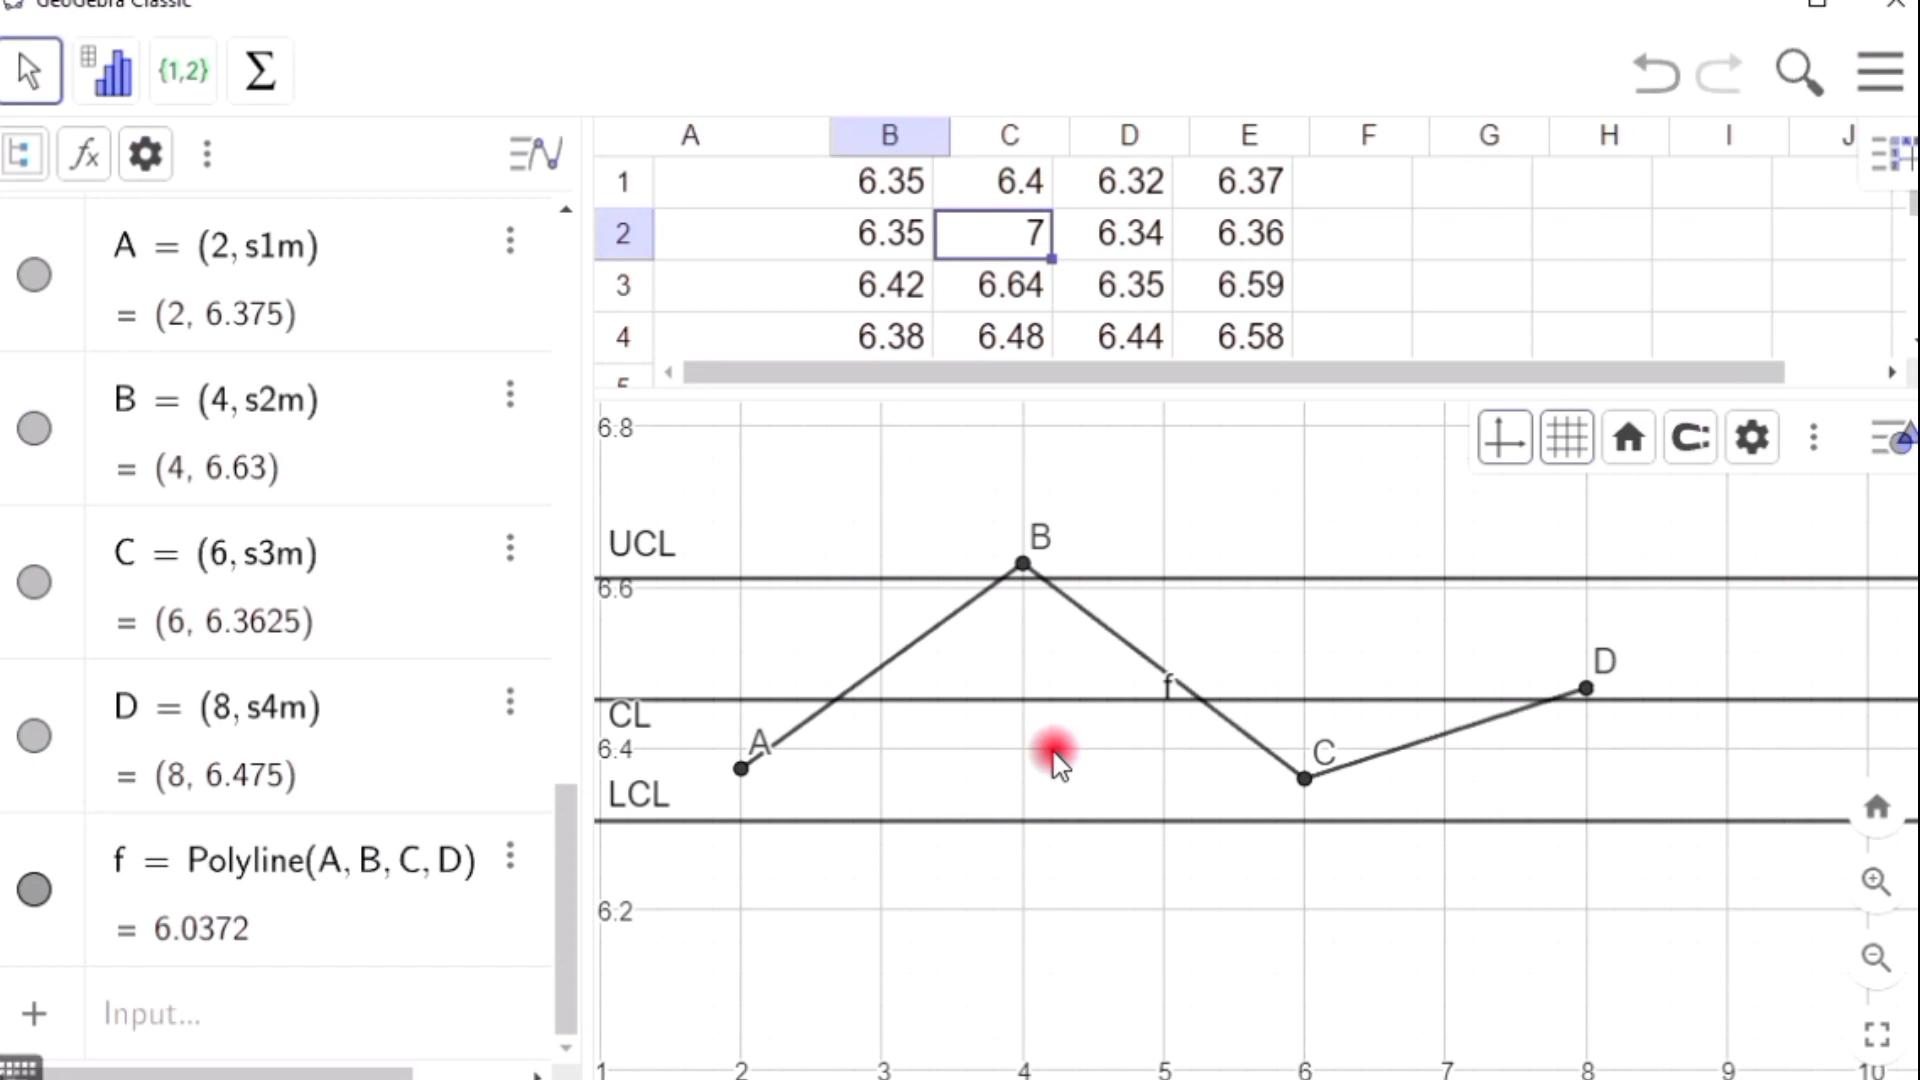 GeoGebra Classic
{1,2} Σ
fx
A B C D E F G H I J
1 6.35 6.4 6.32 6.37
2 6.35 7 6.34 6.36
3 6.42 6.64 6.35 6.59
4 6.38 6.48 6.44 6.58
5
A = (2, s1m)
= (2, 6.375)
B = (4, s2m)
= (4, 6.63)
C = (6, s3m)
= (6, 6.3625)
D = (8, s4m)
= (8, 6.475)
f = Polyline(A, B, C, D)
= 6.0372
Input...
6.8
UCL
B
6.6
D
f
CL
A
C
6.4
LCL
6.2
1 2 3 4 5 6 7 8 9 10